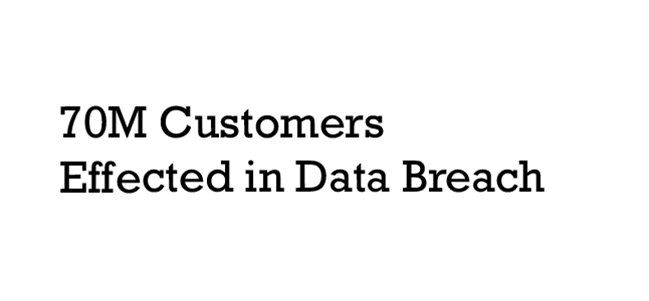 70M Customers
Effected in Data Breach